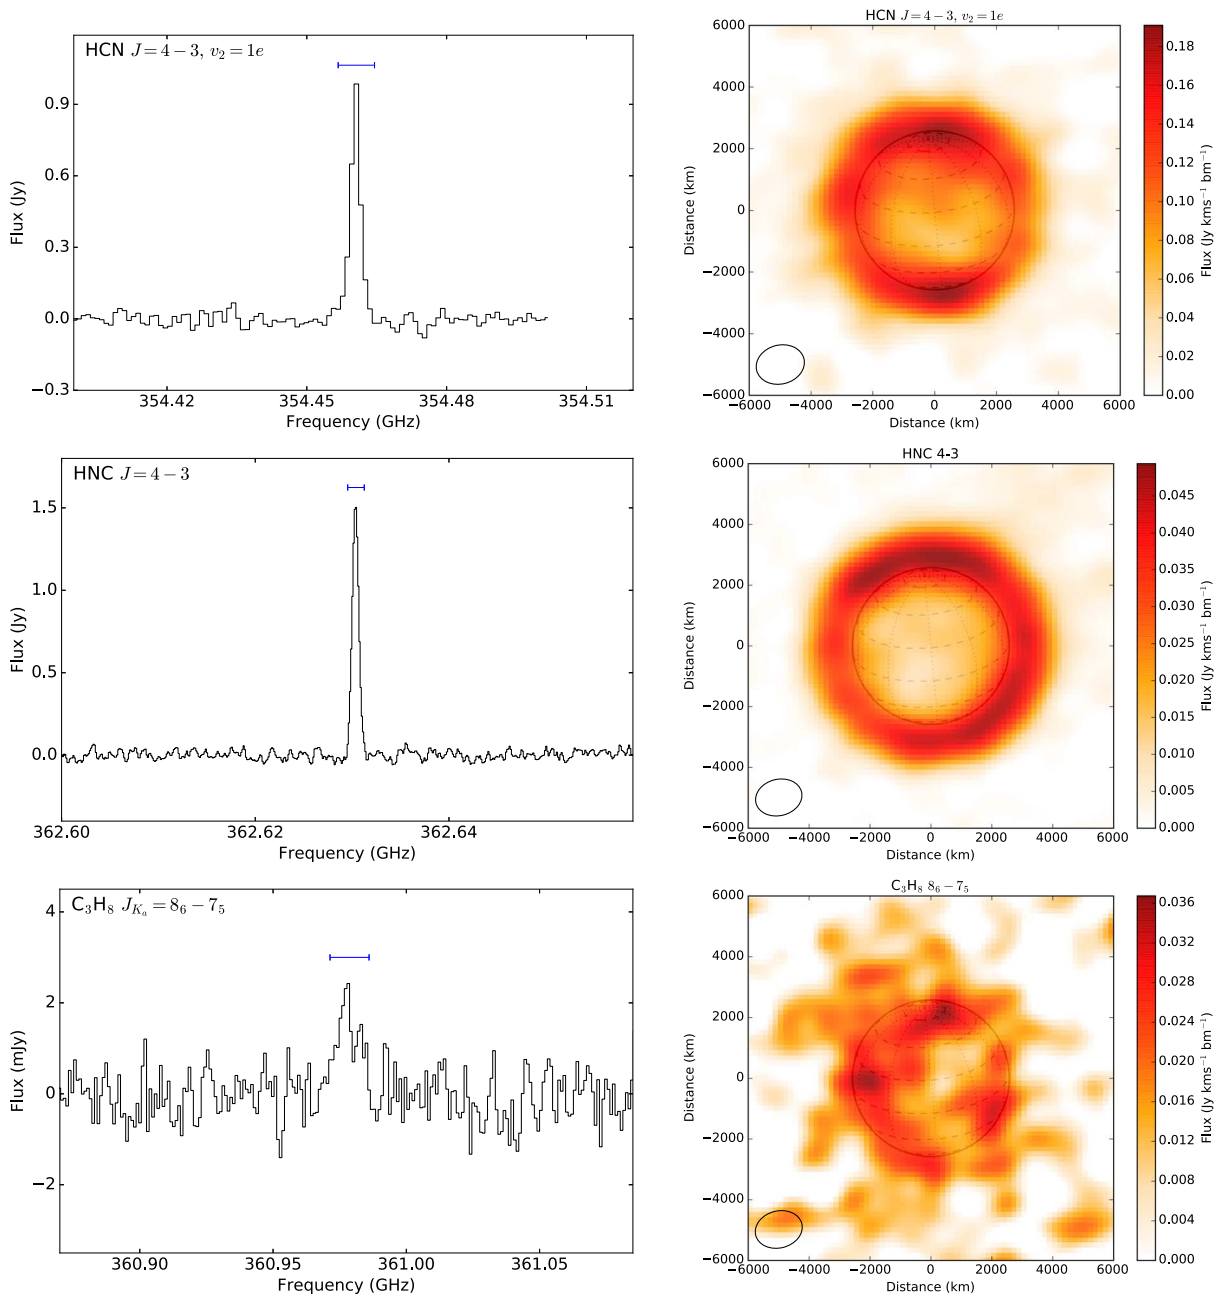 HCN J = 4 − 3, v₂ = 1e
0.9
0.6
0.3
0.0
−0.3
Flux (Jy)
354.42 354.46 354.48 354.51
Frequency (GHz)
HCN J = 4 − 3, v₂ = 1e
6000
4000
2000
0
−2000
−4000
−6000
Distance (km)
−6000 −4000 −2000 0 2000 4000 6000
Distance (km)
0.18
0.16
0.14
0.12
0.10
0.08
0.06
0.04
0.02
0.00
Flux (Jy kms⁻¹ bm⁻¹)
HNC J = 4 − 3
1.5
1.0
0.5
0.0
Flux (Jy)
362.60 362.62 362.64
Frequency (GHz)
HNC 4-3
6000
4000
2000
0
−2000
−4000
−6000
Distance (km)
−6000 −4000 −2000 0 2000 4000 6000
Distance (km)
0.045
0.040
0.035
0.030
0.025
0.020
0.015
0.010
0.005
0.000
Flux (Jy kms⁻¹ bm⁻¹)
C₃H₈ J_{K_a} = 8₆ − 7₅
4
2
0
−2
Flux (mJy)
360.90 360.95 361.00 361.05
Frequency (GHz)
C₃H₈ 8₆ − 7₅
6000
4000
2000
0
−2000
−4000
−6000
Distance (km)
−6000 −4000 −2000 0 2000 4000 6000
Distance (km)
0.036
0.032
0.028
0.024
0.020
0.016
0.012
0.008
0.004
0.000
Flux (Jy kms⁻¹ bm⁻¹)